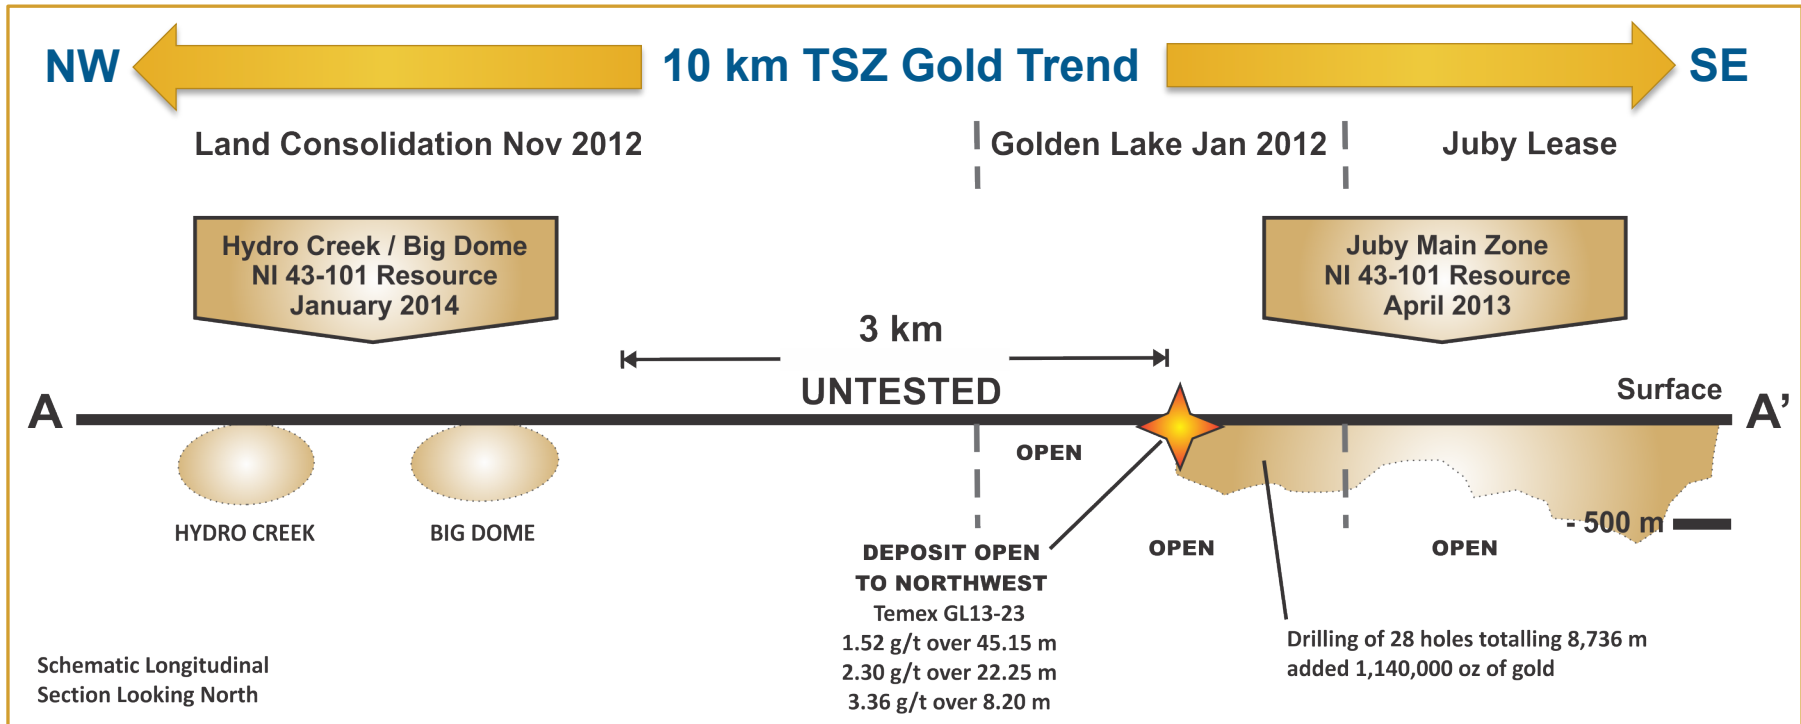 NW
10 km TSZ Gold Trend
SE
Land Consolidation Nov 2012
Golden Lake Jan 2012
Juby Lease
Hydro Creek / Big Dome
NI 43-101 Resource
January 2014
Juby Main Zone
NI 43-101 Resource
April 2013
3 km
UNTESTED
Surface
A
A’
OPEN
HYDRO CREEK
BIG DOME
- 500 m
DEPOSIT OPEN
TO NORTHWEST
Temex GL13-23
1.52 g/t over 45.15 m
2.30 g/t over 22.25 m
3.36 g/t over 8.20 m
OPEN
OPEN
Drilling of 28 holes totalling 8,736 m
added 1,140,000 oz of gold
Schematic Longitudinal
Section Looking North